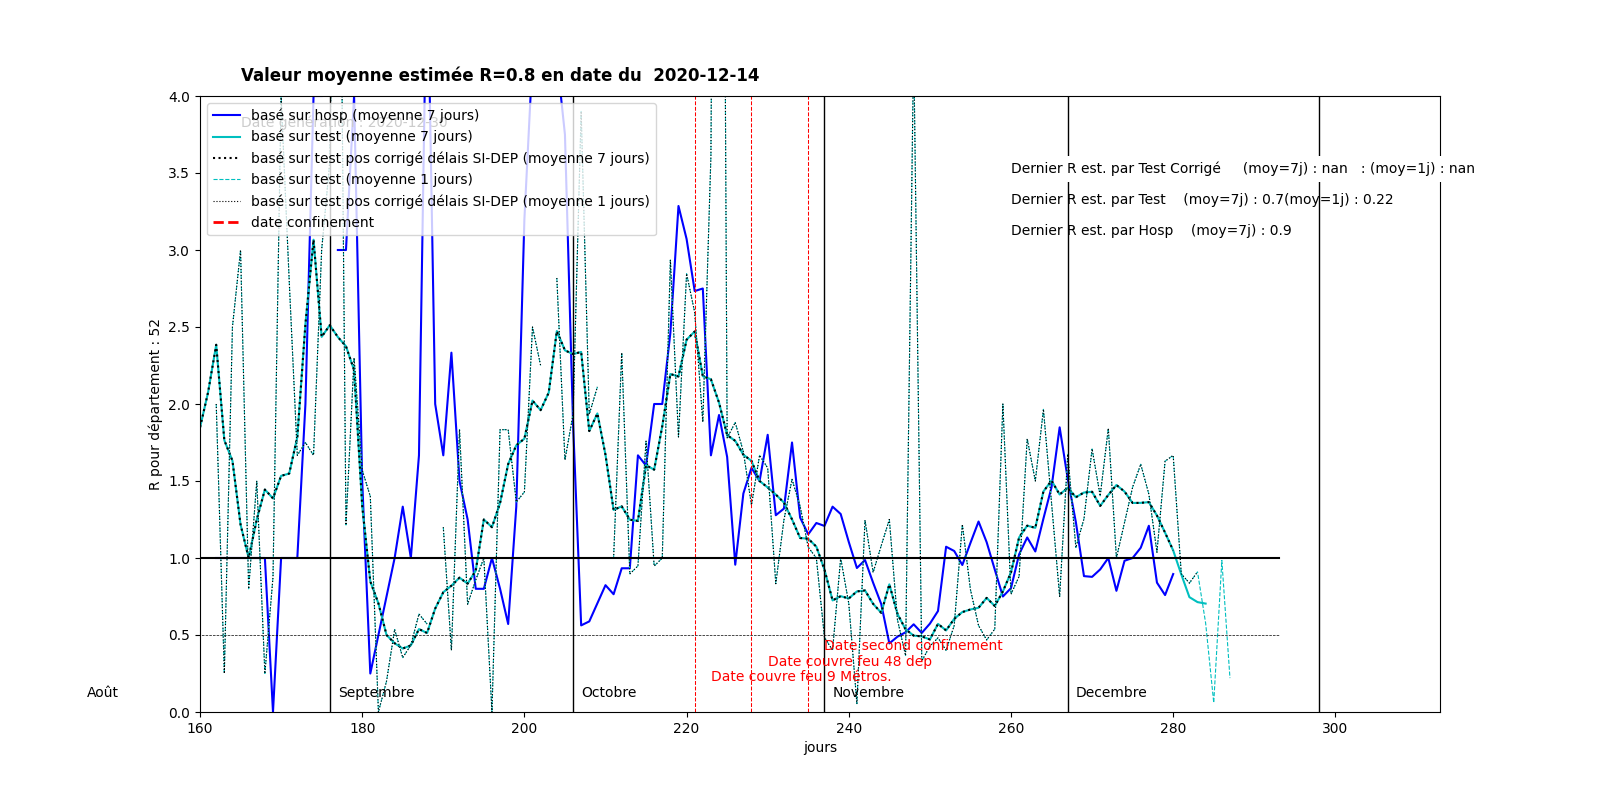 Valeur moyenne estimée R=0.8 en date du  2020-12-14
basé sur hosp (moyenne 7 jours)
basé sur test (moyenne 7 jours)
basé sur test pos corrigé délais SI-DEP (moyenne 7 jours)
basé sur test (moyenne 1 jours)
basé sur test pos corrigé délais SI-DEP (moyenne 1 jours)
date confinement
Dernier R est. par Test Corrigé     (moy=7j) : nan   : (moy=1j) : nan
Dernier R est. par Test    (moy=7j) : 0.7(moy=1j) : 0.22
Dernier R est. par Hosp    (moy=7j) : 0.9
R pour département : 52
4.0
3.5
3.0
2.5
2.0
1.5
1.0
0.5
0.0
Date second confinement
Date couvre feu 48 dep
Date couvre feu 9 Métros.
Août
Septembre
Octobre
Novembre
Decembre
160 180 200 220 240 260 280 300
jours